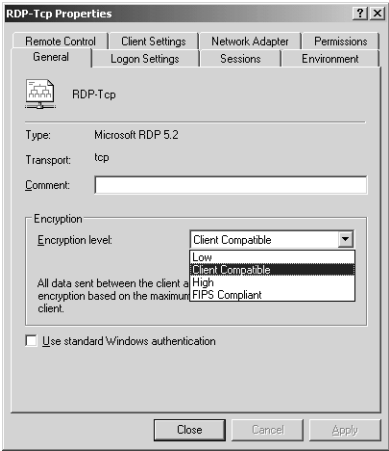 RDP-Tcp Properties
Remote Control Client Settings Network Adapter Permissions
General Logon Settings Sessions Environment
RDP-Tcp
Type: Microsoft RDP 5.2
Transport: tcp
Comment:
Encryption
Encryption level: Client Compatible
Low
Client Compatible
All data sent between the client a High
encryption based on the maximum FIPS Compliant
client.
Use standard Windows authentication
Close Cancel Apply